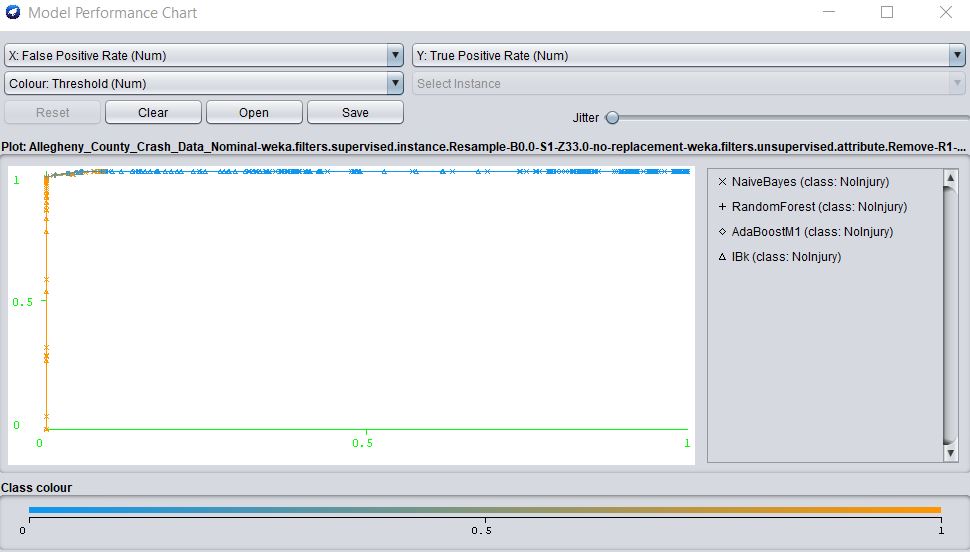 Model Performance Chart
X: False Positive Rate (Num)
Y: True Positive Rate (Num)
Colour: Threshold (Num)
Select Instance
Reset
Clear
Open
Save
Jitter
Plot: Allegheny_County_Crash_Data_Nominal-weka.filters.supervised.instance.Resample-B0.0-S1-Z33.0-no-replacement-weka.filters.unsupervised.attribute.Remove-R1-...
1
0.5
0
0
0.5
1
NaiveBayes (class: NoInjury)
RandomForest (class: NoInjury)
AdaBoostM1 (class: NoInjury)
IBk (class: NoInjury)
Class colour
0
0.5
1